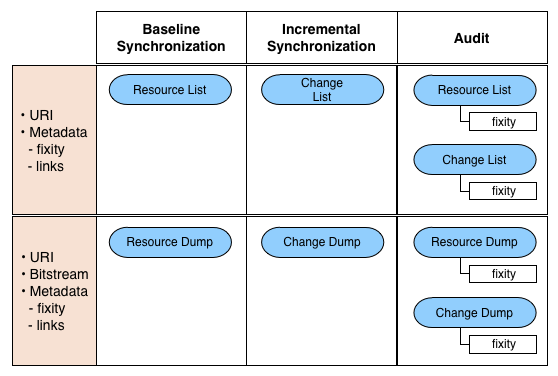 Baseline
Synchronization
Incremental
Synchronization
Audit
• URI
• Metadata
- fixity
- links
Resource List
Change
List
Resource List
fixity
Change List
fixity
• URI
• Bitstream
• Metadata
- fixity
- links
Resource Dump
Change Dump
Resource Dump
fixity
Change Dump
fixity